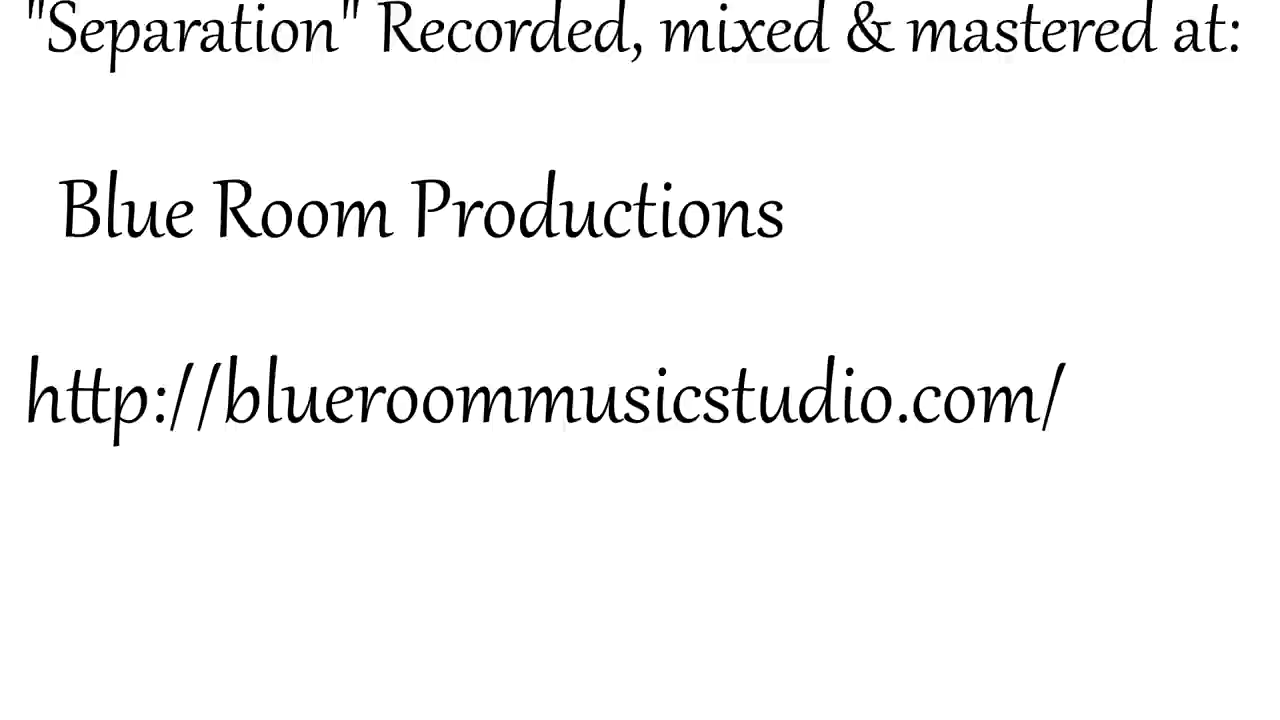 "Separation" Recorded, mixed & mastered at:
Blue Room Productions
http://blueroommusicstudio.com/